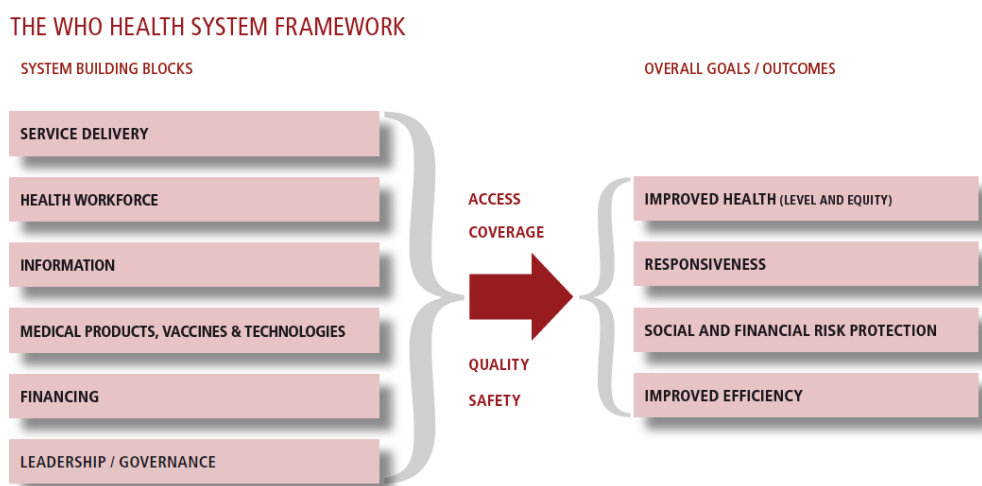 THE WHO HEALTH SYSTEM FRAMEWORK
SYSTEM BUILDING BLOCKS
SERVICE DELIVERY
HEALTH WORKFORCE
INFORMATION
MEDICAL PRODUCTS, VACCINES & TECHNOLOGIES
FINANCING
LEADERSHIP / GOVERNANCE
ACCESS
COVERAGE
QUALITY
SAFETY
OVERALL GOALS / OUTCOMES
IMPROVED HEALTH (LEVEL AND EQUITY)
RESPONSIVENESS
SOCIAL AND FINANCIAL RISK PROTECTION
IMPROVED EFFICIENCY